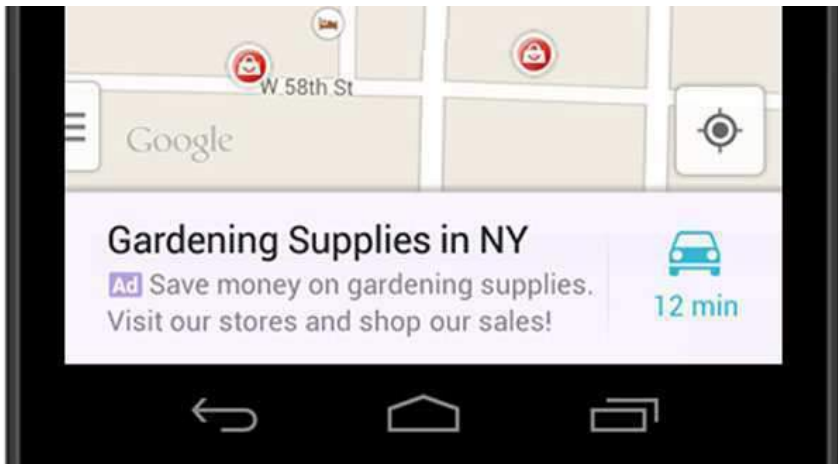 W 58th St
Google
Gardening Supplies in NY
Ad Save money on gardening supplies.
Visit our stores and shop our sales!
12 min